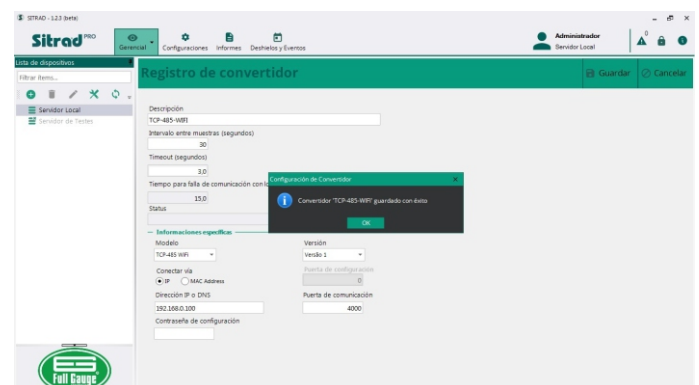 SITRAD - 1.2.3 (beta)
Sitrad PRO
Gerencial
Configuraciones
Informes
Deshielos y Eventos
Administrador
Servidor Local
0
Lista de dispositivos
Filtrar items...
Registro de convertidor
Guardar
Cancelar
Servidor Local
Servidor de Testes
Descripción
TCP-485-WIFI
Intervalo entre muestras (segundos)
30
Timeout (segundos)
3,0
Tiempo para falla de comunicación con lo
15,0
Status
Configuración de Convertidor
Convertidor 'TCP-485-WIFI' guardado con éxito
OK
Informaciones específicas
Modelo
Versión
TCP-485 WIFI
Versão 1
Conectar vía
Puerta de configuración
IP
MAC Address
0
Dirección IP o DNS
Puerta de comunicación
192.168.0.100
4000
Contraseña de configuración
Full Gauge